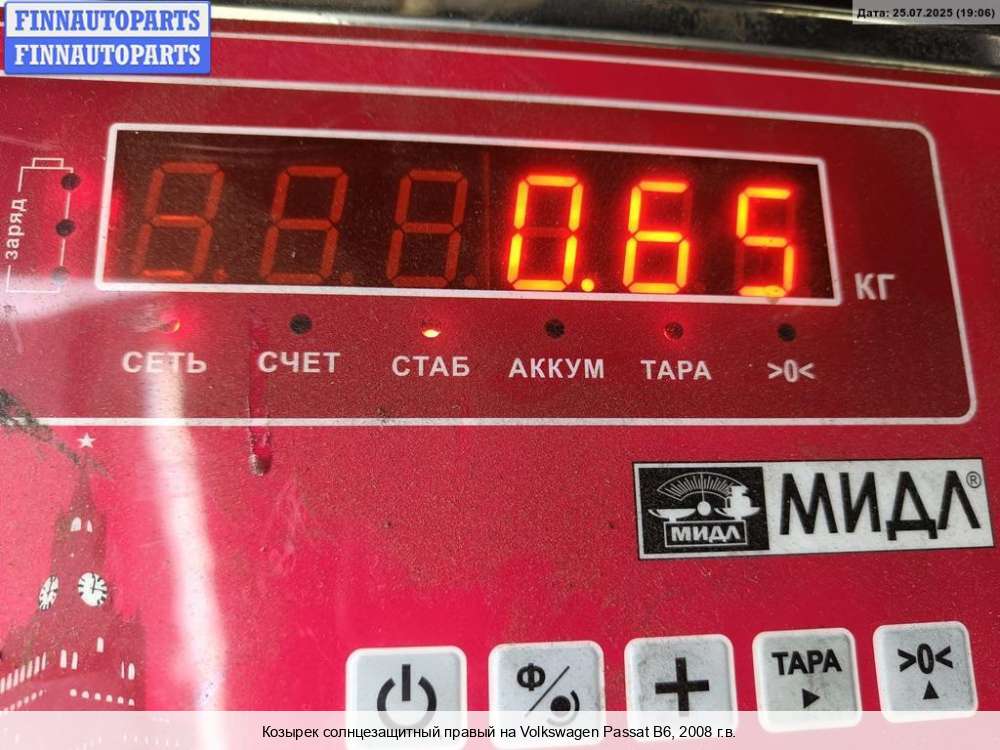 FINNAUTOPARTS
FINNAUTOPARTS
Дата: 25.07.2025 (19:06)
заряд
0.65
КГ
СЕТЬ СЧЕТ СТАБ АККУМ ТАРА >0<
МИДЛ
МИДЛ®
Ф
+
ТАРА
>0<
Козырек солнцезащитный правый на Volkswagen Passat B6, 2008 г.в.